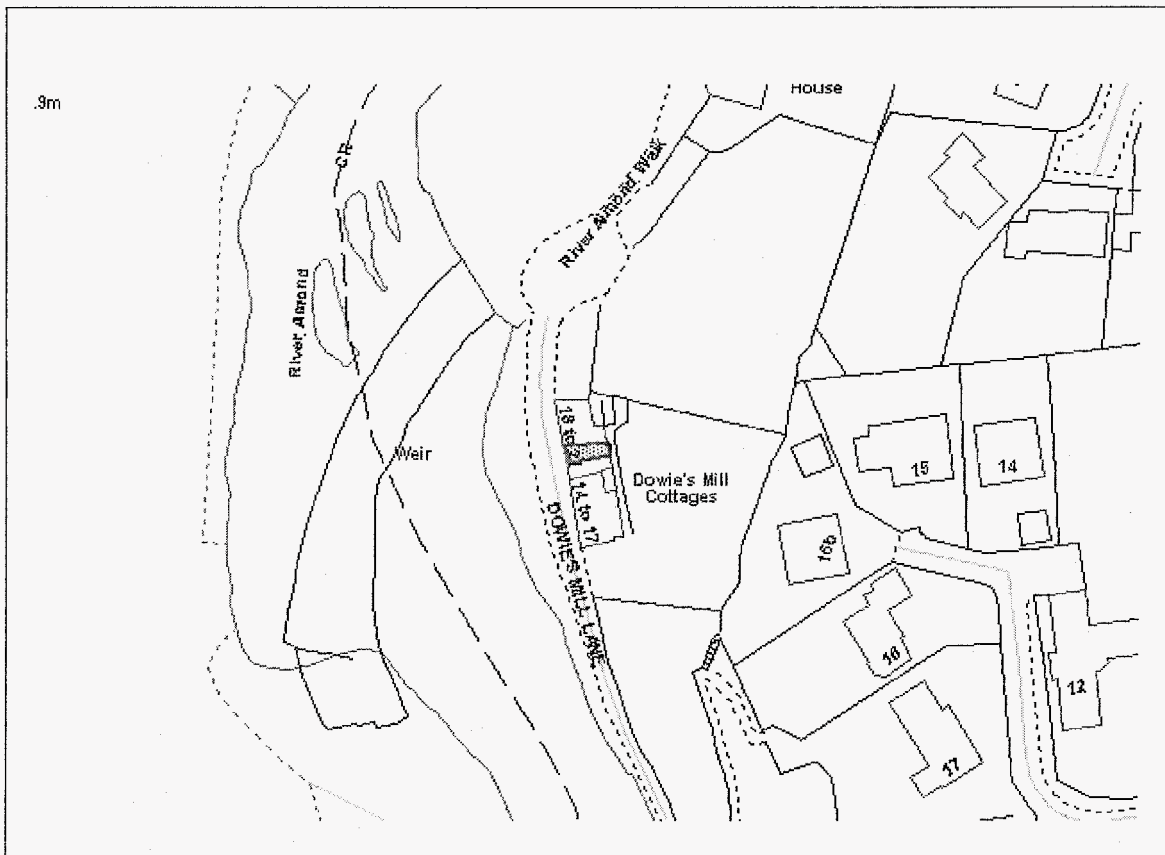 House
.9m
CR
River Almond Walk
River Almond
18 to
Weir
Dowie's Mill
Cottages
15
14
14 to 17
16b
DOWIE'S MILL LANE
16
12
17